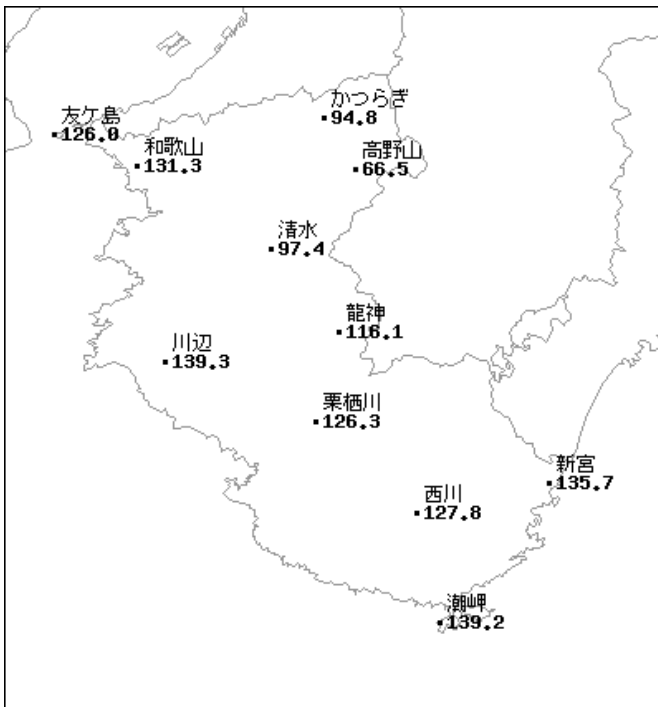 かつらぎ
94.8
友ケ島
126.0
和歌山
131.3
高野山
66.5
清水
97.4
龍神
116.1
川辺
139.3
栗栖川
126.3
新宮
135.7
西川
127.8
潮岬
139.2